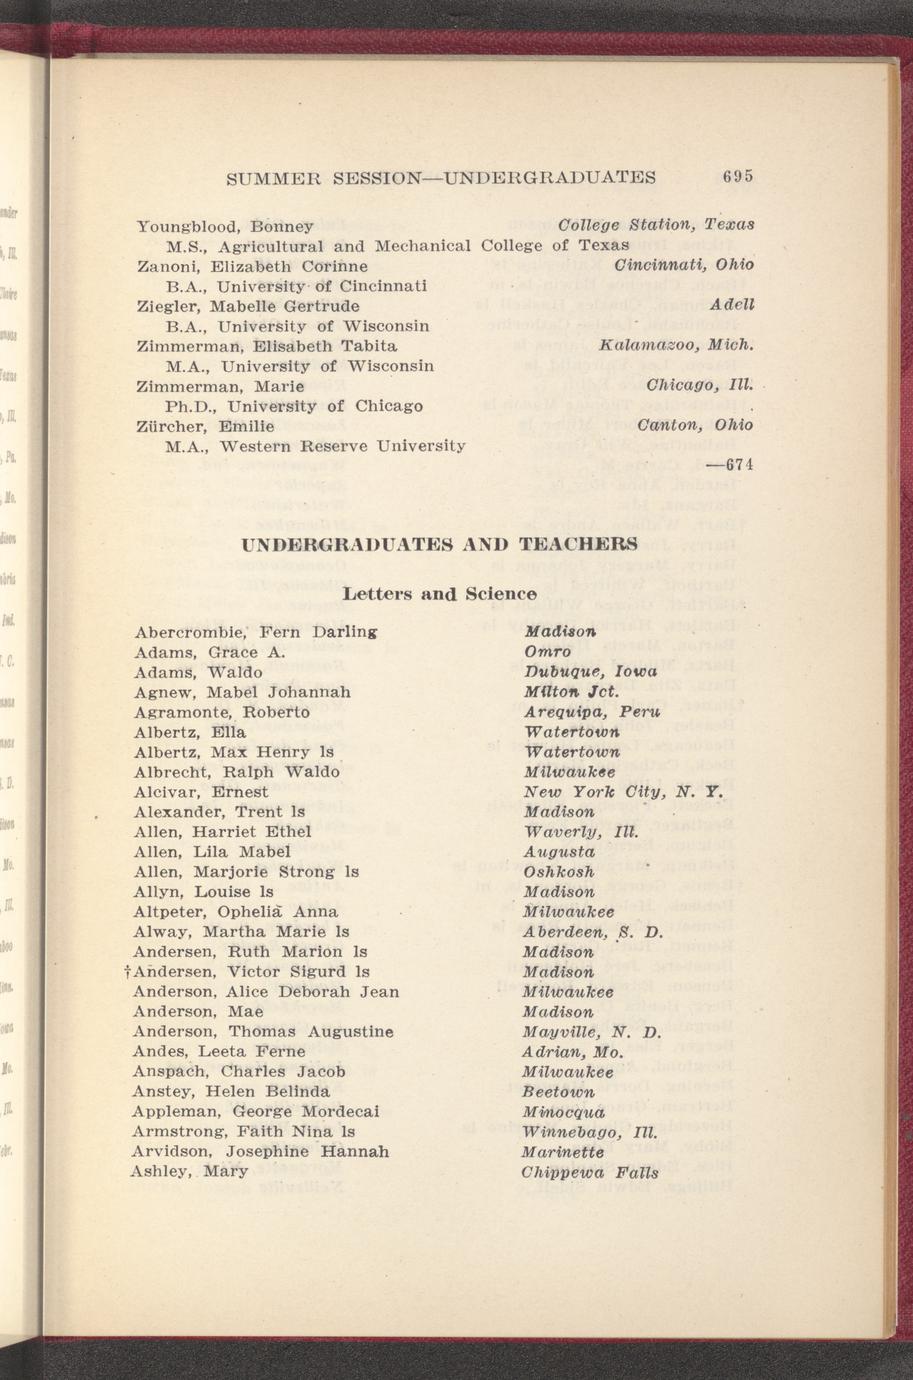 SUMMER SESSION—UNDERGRADUATES 695
Youngblood, Bonney College Station, Texas
M.S., Agricultural and Mechanical College of Texas
Zanoni, Elizabeth Corinne Cincinnati, Ohio
B.A., University of Cincinnati
Ziegler, Mabelle Gertrude Adell
B.A., University of Wisconsin
Zimmerman, Elisabeth Tabita Kalamazoo, Mich.
M.A., University of Wisconsin
Zimmerman, Marie Chicago, Ill.
Ph.D., University of Chicago
Zürcher, Emilie Canton, Ohio
M.A., Western Reserve University
—674
UNDERGRADUATES AND TEACHERS
Letters and Science
Abercrombie, Fern Darling Madison
Adams, Grace A. Omro
Adams, Waldo Dubuque, Iowa
Agnew, Mabel Johannah Milton Jct.
Agramonte, Roberto Arequipa, Peru
Albertz, Ella Watertown
Albertz, Max Henry ls Watertown
Albrecht, Ralph Waldo Milwaukee
Alcivar, Ernest New York City, N. Y.
Alexander, Trent ls Madison
Allen, Harriet Ethel Waverly, Ill.
Allen, Lila Mabel Augusta
Allen, Marjorie Strong ls Oshkosh
Allyn, Louise ls Madison
Altpeter, Ophelia Anna Milwaukee
Alway, Martha Marie ls Aberdeen, S. D.
Andersen, Ruth Marion ls Madison
†Andersen, Victor Sigurd ls Madison
Anderson, Alice Deborah Jean Milwaukee
Anderson, Mae Madison
Anderson, Thomas Augustine Mayville, N. D.
Andes, Leeta Ferne Adrian, Mo.
Anspach, Charles Jacob Milwaukee
Anstey, Helen Belinda Beetown
Appleman, George Mordecai Minocqua
Armstrong, Faith Nina ls Winnebago, Ill.
Arvidson, Josephine Hannah Marinette
Ashley, Mary Chippewa Falls